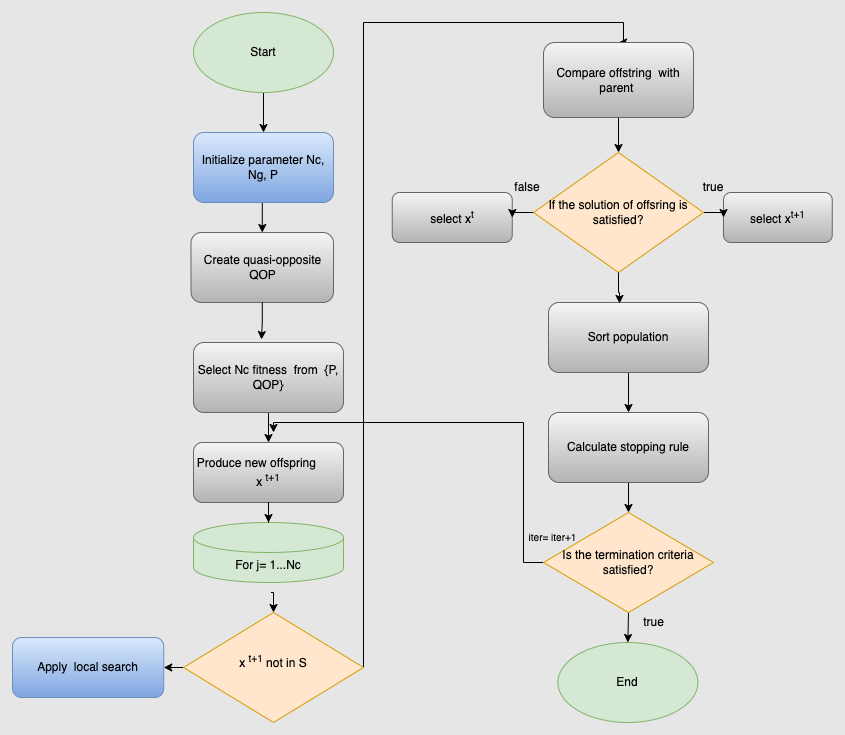 Start
Initialize parameter Nc,
Ng, P
Create quasi-opposite
QOP
Select Nc fitness from {P,
QOP}
Produce new offspring
x t+1
For j= 1...Nc
x t+1 not in S
Apply local search
Compare offstring with
parent
false
true
If the solution of offsring is
satisfied?
select xt
select xt+1
Sort population
Calculate stopping rule
iter= iter+1
Is the termination criteria
satisfied?
true
End